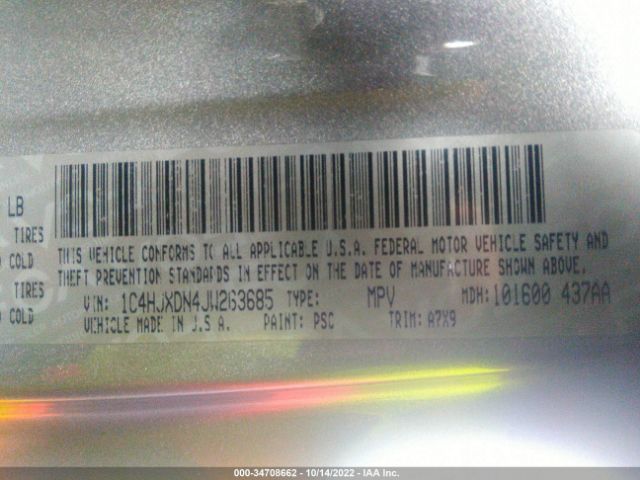 LB
TIRES
COLD
TIRES
COLD
THIS VEHICLE CONFORMS TO ALL APPLICABLE U.S.A. FEDERAL MOTOR VEHICLE SAFETY AND
THEFT PREVENTION STANDARDS IN EFFECT ON THE DATE OF MANUFACTURE SHOWN ABOVE.
VIN: 1C4HJXDN4JW263685 TYPE: MPV MDH: 101600 437AA
VEHICLE MADE IN U.S.A. PAINT: PSC TRIM: A7X9
000-34708662 - 10/14/2022 - IAA Inc.